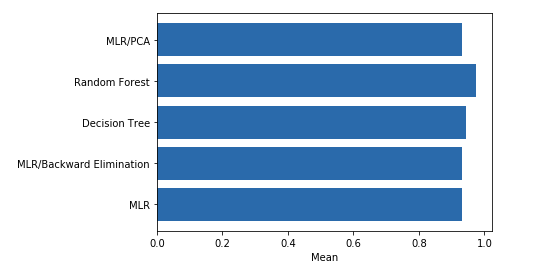 MLR/PCA
Random Forest
Decision Tree
MLR/Backward Elimination
MLR
0.0 0.2 0.4 0.6 0.8 1.0
Mean